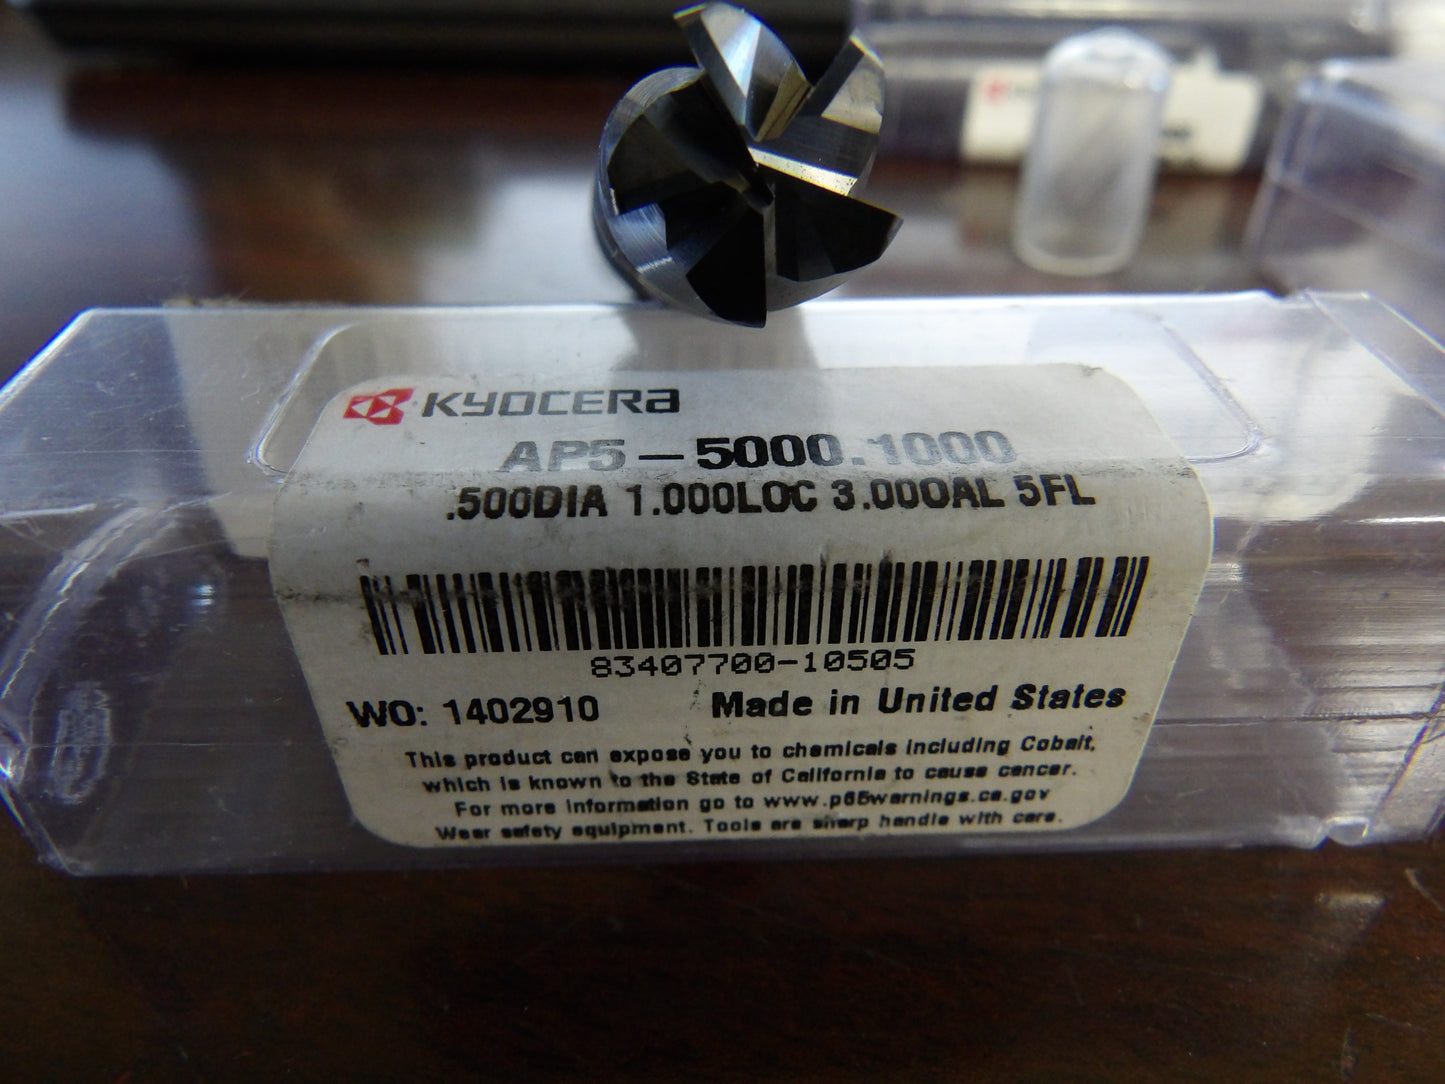 KYOCERA
AP5-5000.1000
.500DIA 1.000LOC 3.00OAL 5FL
83407700-10505
WO: 1402910 Made in United States
This product can expose you to chemicals including Cobalt,
which is known to the State of California to cause cancer.
For more information go to www.p65warnings.ca.gov
Wear safety equipment. Tools are sharp handle with care.